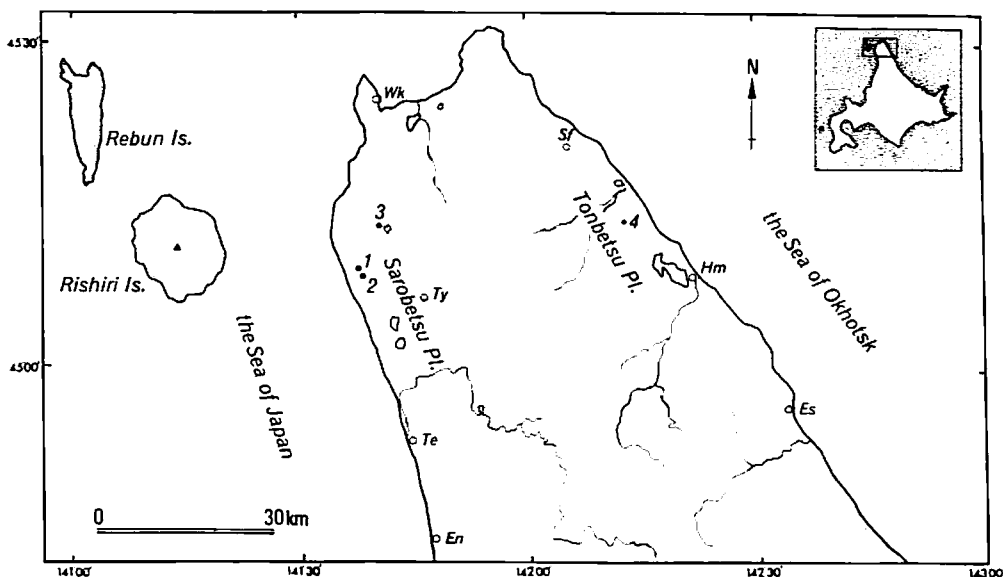 45°30'
Wk
N
Rebun Is.
Sf
3
4
Tonbetsu Pl.
the Sea of Okhotsk
Rishiri Is.
1
2
Sarobetsu Pl.
Ty
Hm
the Sea of Japan
45°00'
Te
Es
0 30km
En
141°00' 141°30' 142°00' 142°30' 143°00'